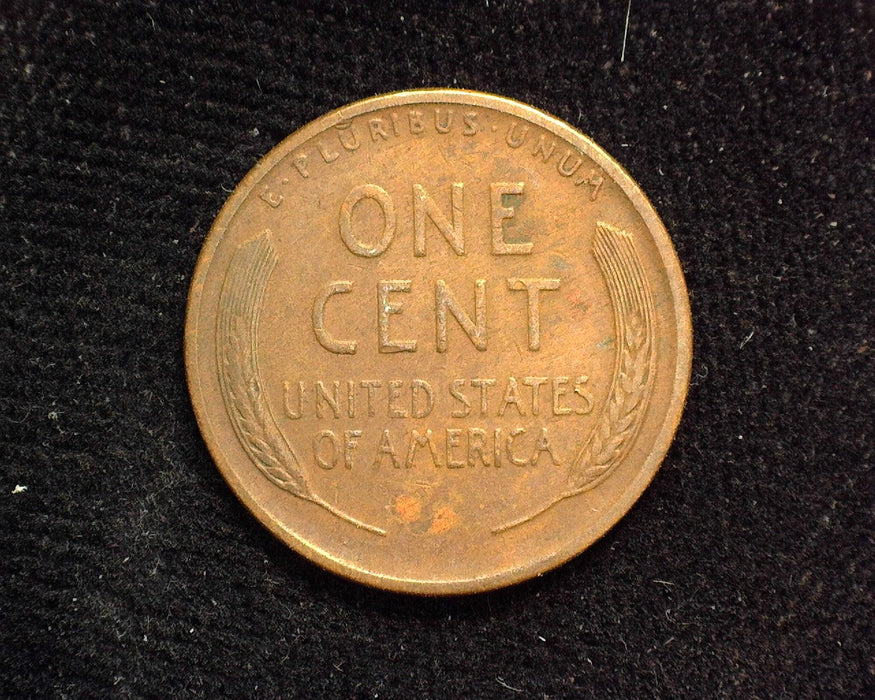 E·PLURIBUS·UNUM
ONE
CENT
UNITED STATES
OF AMERICA